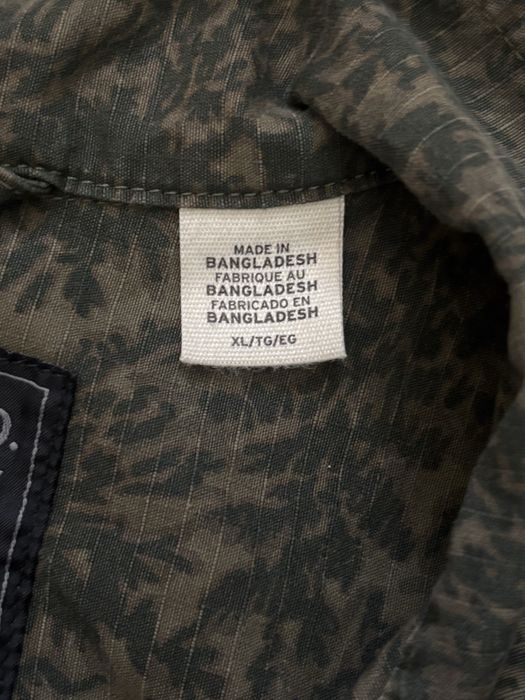 MADE IN
BANGLADESH
FABRIQUE AU
BANGLADESH
FABRICADO EN
BANGLADESH
XL/TG/EG